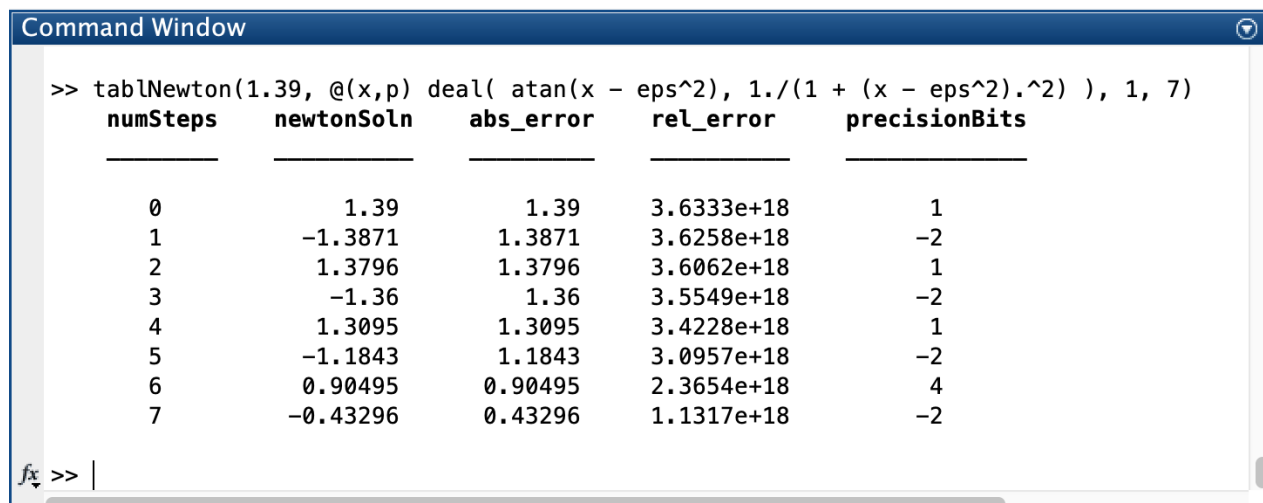 Command Window
>> tablNewton(1.39, @(x,p) deal( atan(x - eps^2), 1./(1 + (x - eps^2).^2) ), 1, 7)
numSteps newtonSoln abs_error rel_error precisionBits
0 1.39 1.39 3.6333e+18 1
1 -1.3871 1.3871 3.6258e+18 -2
2 1.3796 1.3796 3.6062e+18 1
3 -1.36 1.36 3.5549e+18 -2
4 1.3095 1.3095 3.4228e+18 1
5 -1.1843 1.1843 3.0957e+18 -2
6 0.90495 0.90495 2.3654e+18 4
7 -0.43296 0.43296 1.1317e+18 -2
fx >>